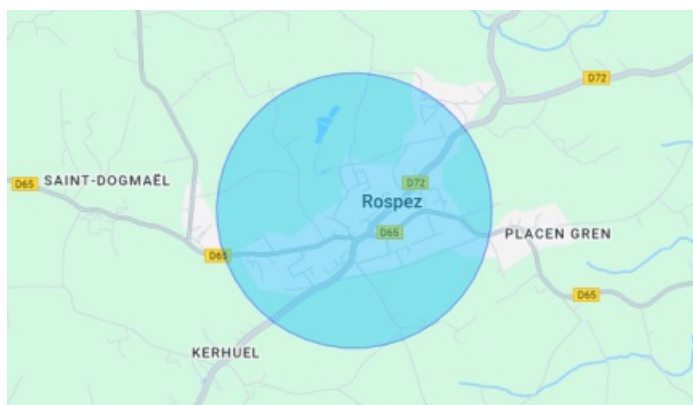 D72
D65
SAINT-DOGMAËL
D72
Rospez
D65
PLACEN GREN
D65
D65
KERHUEL